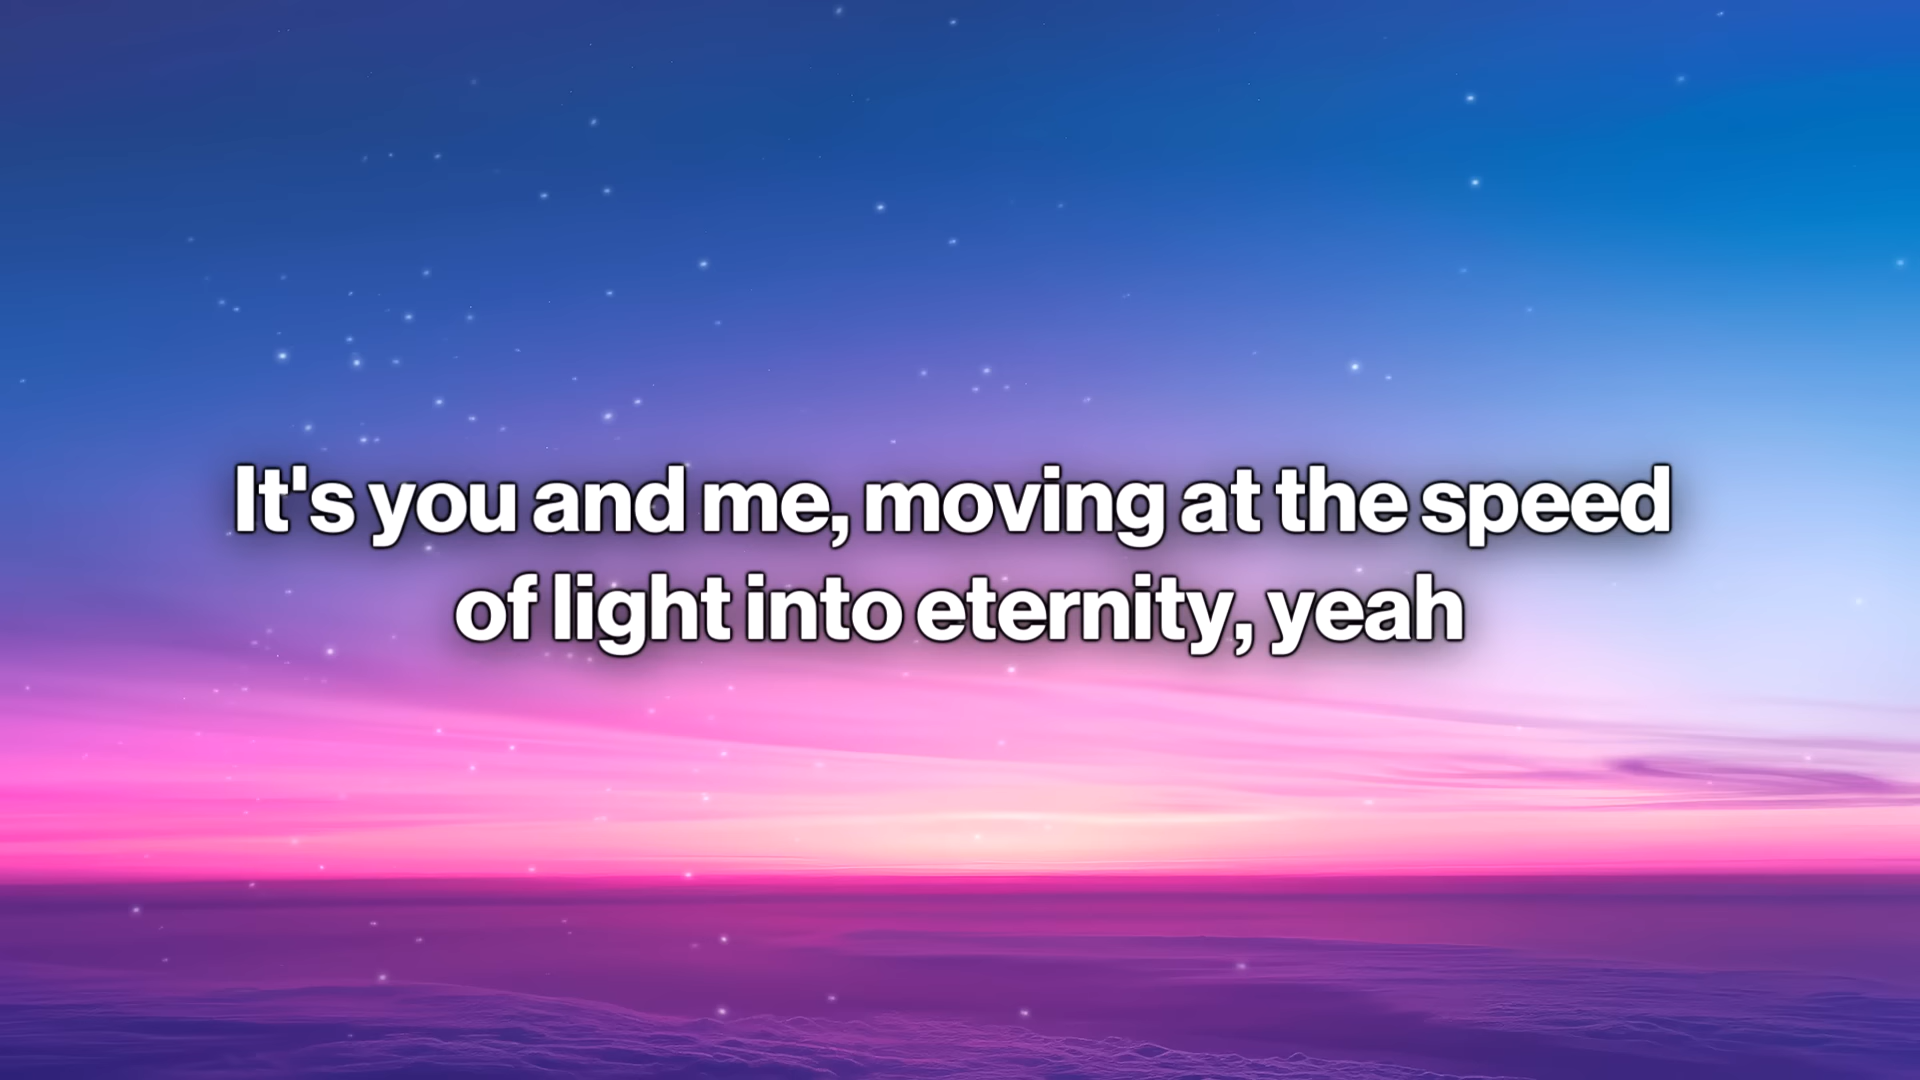 It's you and me, moving at the speed
of light into eternity, yeah